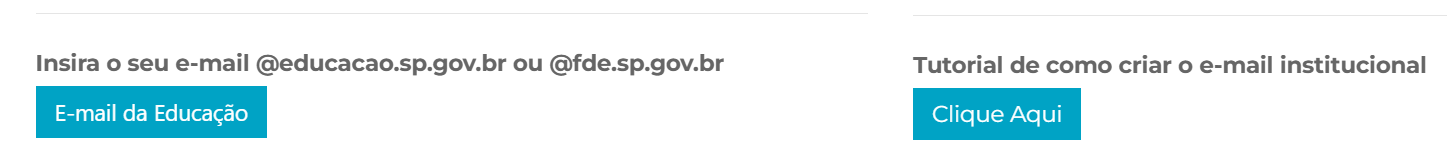 Insira o seu e-mail @educacao.sp.gov.br ou @fde.sp.gov.br
E-mail da Educação
Tutorial de como criar o e-mail institucional
Clique Aqui